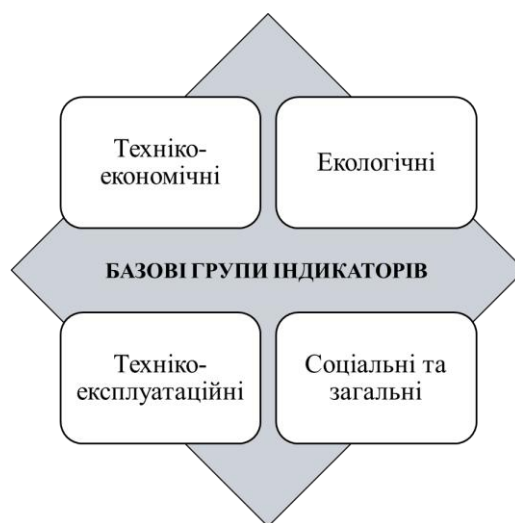 Техніко-
економічні
Екологічні
БАЗОВІ ГРУПИ ІНДИКАТОРІВ
Техніко-
експлуатаційні
Соціальні та
загальні